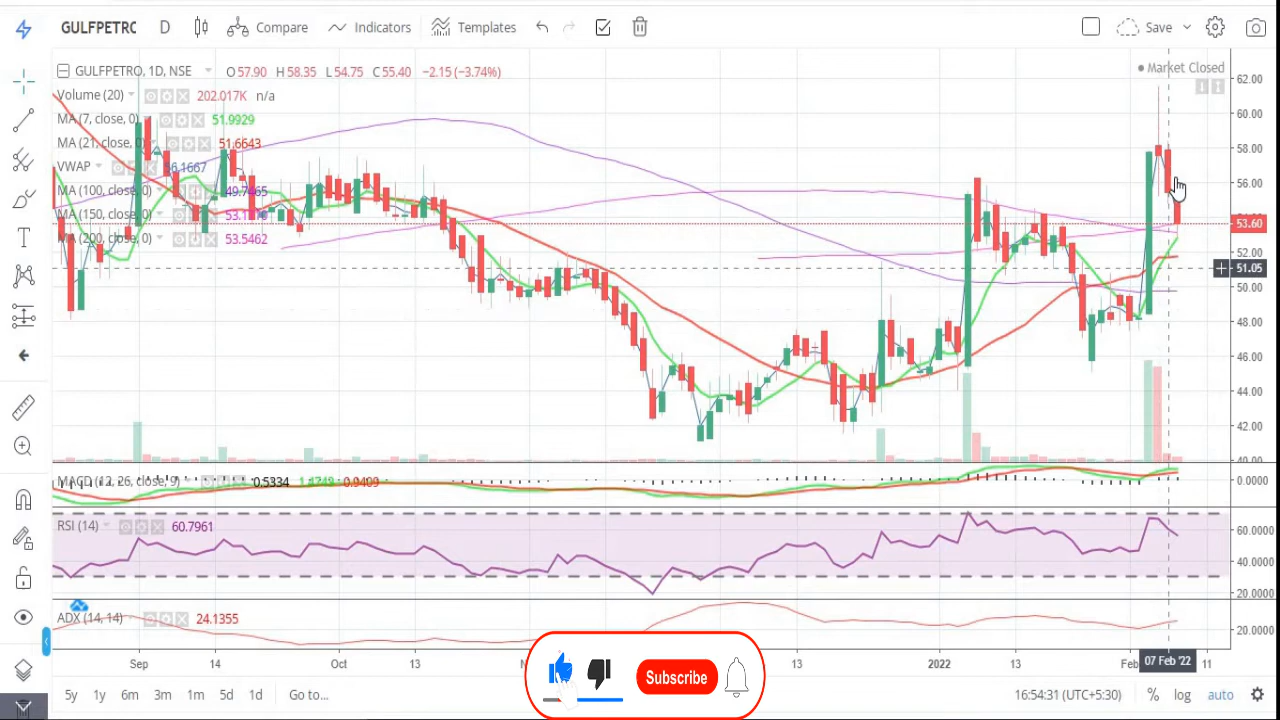 GULFPETRC D Compare Indicators Templates Save
GULFPETRO, 1D, NSE O57.90 H58.35 L54.75 C55.40 −2.15 (−3.74%)
Market Closed
Volume (20) 202.017K n/a
MA (7, close, 0) 51.9929
MA (21, close, 0) 51.6643
VWAP 56.1667
MA (100, close, 0) 49.7465
MA (150, close, 0)
MA (200, close, 0) 53.5462
62.00
60.00
58.00
56.00
53.60
52.00
51.05
50.00
48.00
46.00
44.00
42.00
40.00
MACD (12, 26, close, 9) 0.5334 0.9499
0.0000
RSI (14) 60.7961
60.0000
40.0000
20.0000
ADX (14, 14) 24.1355
20.0000
Sep 14 Oct 13 13 2022 13 Feb 07 Feb '22 11
Subscribe
5y 1y 6m 3m 1m 5d 1d Go to... 16:54:31 (UTC+5:30) % log auto